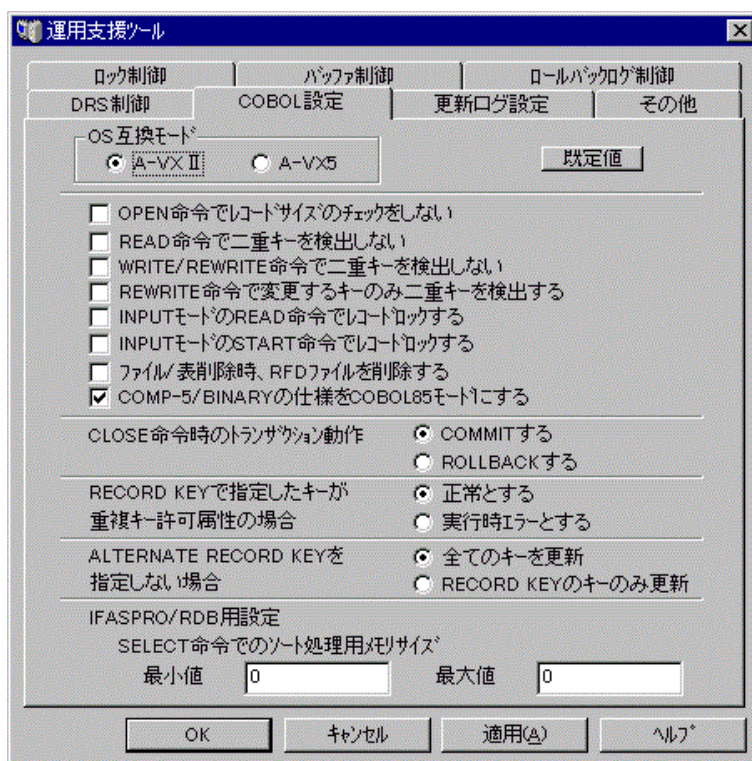 運用支援ツール
ロック制御 バッファ制御 ロールバックログ制御
DRS制御 COBOL設定 更新ログ設定 その他
OS互換モード
A-VXⅡ A-VX5 既定値
OPEN命令でレコードサイズのチェックをしない
READ命令で二重キーを検出しない
WRITE/REWRITE命令で二重キーを検出しない
REWRITE命令で変更するキーのみ二重キーを検出する
INPUTモードのREAD命令でレコードロックする
INPUTモードのSTART命令でレコードロックする
ファイル/表削除時、RFDファイルを削除する
COMP-5/BINARYの仕様をCOBOL85モードにする
CLOSE命令時のトランザクション動作 COMMITする
ROLLBACKする
RECORD KEYで指定したキーが 正常とする
重複キー許可属性の場合 実行時エラーとする
ALTERNATE RECORD KEYを 全てのキーを更新
指定しない場合 RECORD KEYのキーのみ更新
IFASPRO/RDB用設定
SELECT命令でのソート処理用メモリサイズ
最小値 0 最大値 0
OK キャンセル 適用(A) ヘルプ